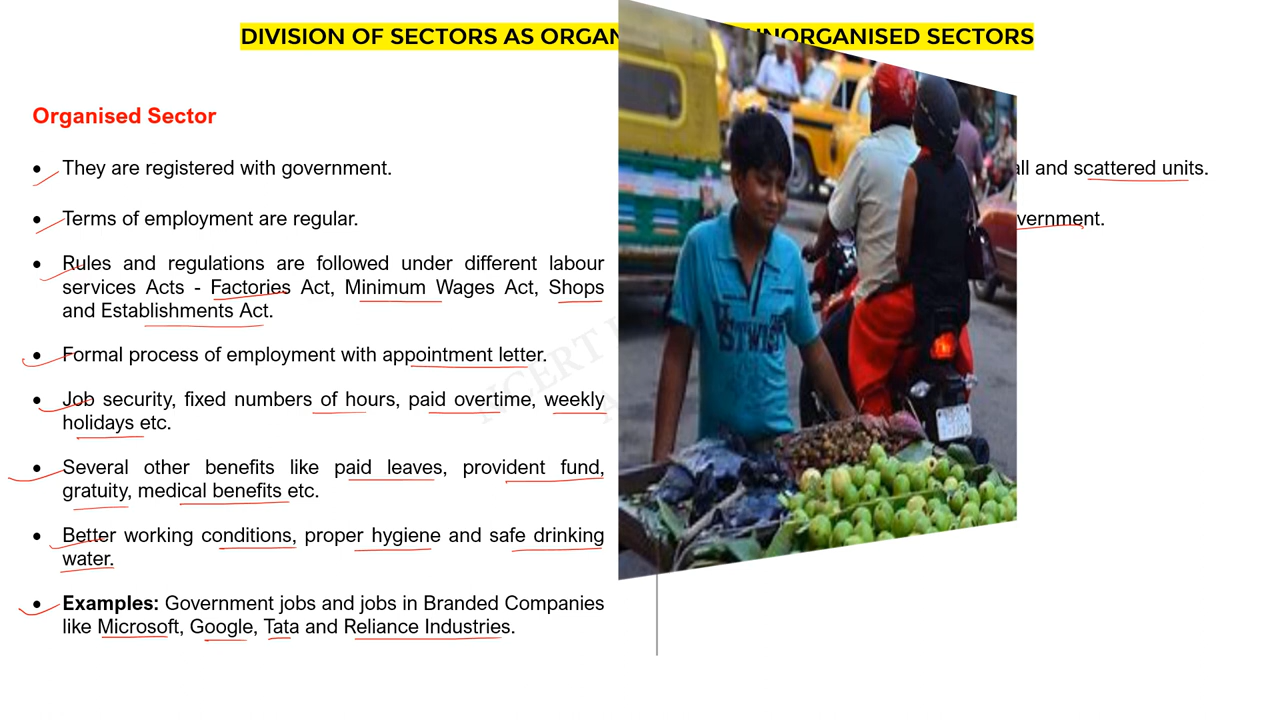 DIVISION OF SECTORS AS ORGAN UNORGANISED SECTORS
Organised Sector
• They are registered with government.
• Terms of employment are regular.
• Rules and regulations are followed under different labour
services Acts - Factories Act, Minimum Wages Act, Shops
and Establishments Act.
• Formal process of employment with appointment letter.
• Job security, fixed numbers of hours, paid overtime, weekly
holidays etc.
• Several other benefits like paid leaves, provident fund,
gratuity, medical benefits etc.
• Better working conditions, proper hygiene and safe drinking
water.
• Examples: Government jobs and jobs in Branded Companies
like Microsoft, Google, Tata and Reliance Industries.
all and scattered units.
vernment.
NCERT